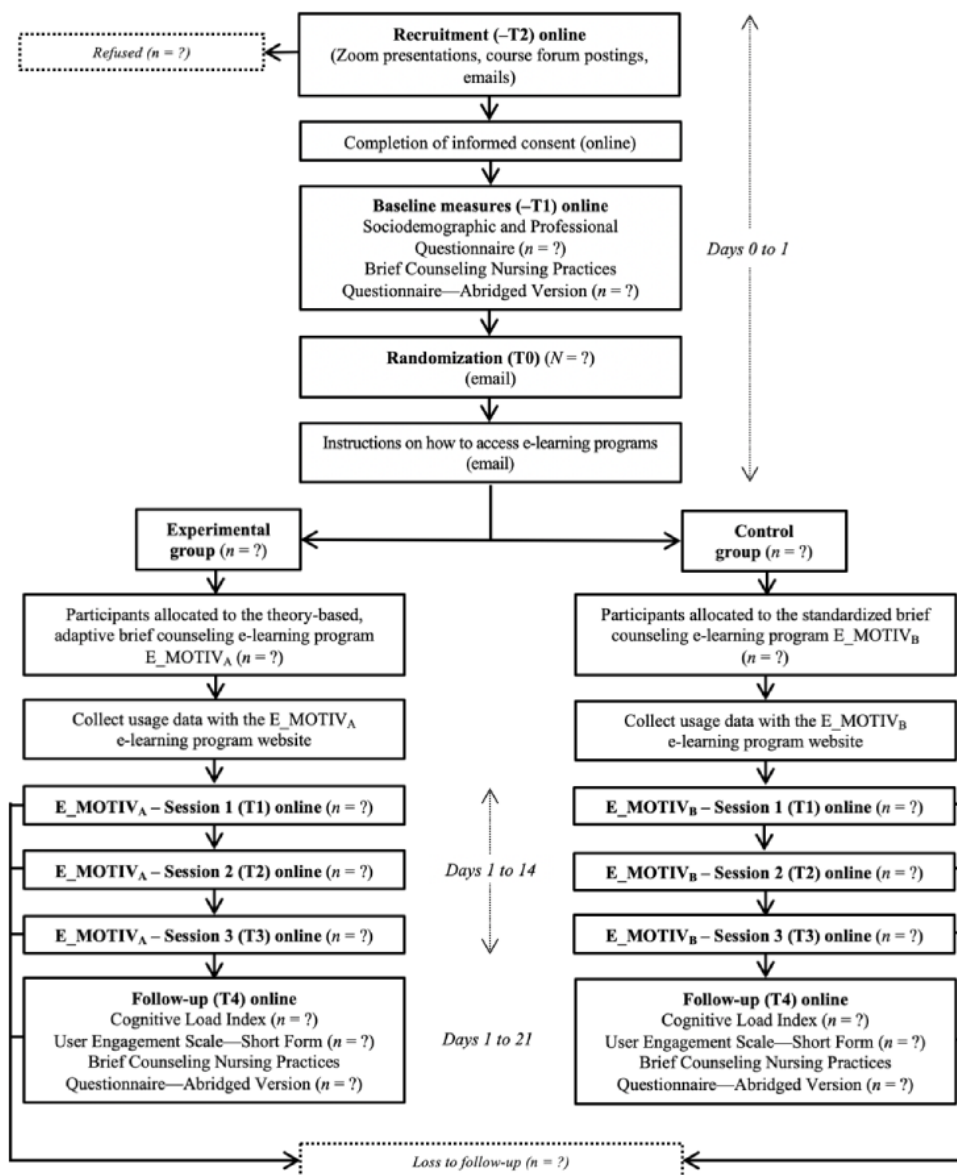 Recruitment (–T2) online
(Zoom presentations, course forum postings,
emails)
Refused (n = ?)
Completion of informed consent (online)
Baseline measures (–T1) online
Sociodemographic and Professional
Questionnaire (n = ?)
Brief Counseling Nursing Practices
Questionnaire—Abridged Version (n = ?)
Days 0 to 1
Randomization (T0) (N = ?)
(email)
Instructions on how to access e-learning programs
(email)
Experimental
group (n = ?)
Participants allocated to the theory-based,
adaptive brief counseling e-learning program
E_MOTIVA (n = ?)
Collect usage data with the E_MOTIVA
e-learning program website
E_MOTIVA – Session 1 (T1) online (n = ?)
E_MOTIVA – Session 2 (T2) online (n = ?)
E_MOTIVA – Session 3 (T3) online (n = ?)
Follow-up (T4) online
Cognitive Load Index (n = ?)
User Engagement Scale—Short Form (n = ?)
Brief Counseling Nursing Practices
Questionnaire—Abridged Version (n = ?)
Days 1 to 14
Days 1 to 21
Control
group (n = ?)
Participants allocated to the standardized brief
counseling e-learning program E_MOTIVB
(n = ?)
Collect usage data with the E_MOTIVB
e-learning program website
E_MOTIVB – Session 1 (T1) online (n = ?)
E_MOTIVB – Session 2 (T2) online (n = ?)
E_MOTIVB – Session 3 (T3) online (n = ?)
Follow-up (T4) online
Cognitive Load Index (n = ?)
User Engagement Scale—Short Form (n = ?)
Brief Counseling Nursing Practices
Questionnaire—Abridged Version (n = ?)
Loss to follow-up (n = ?)